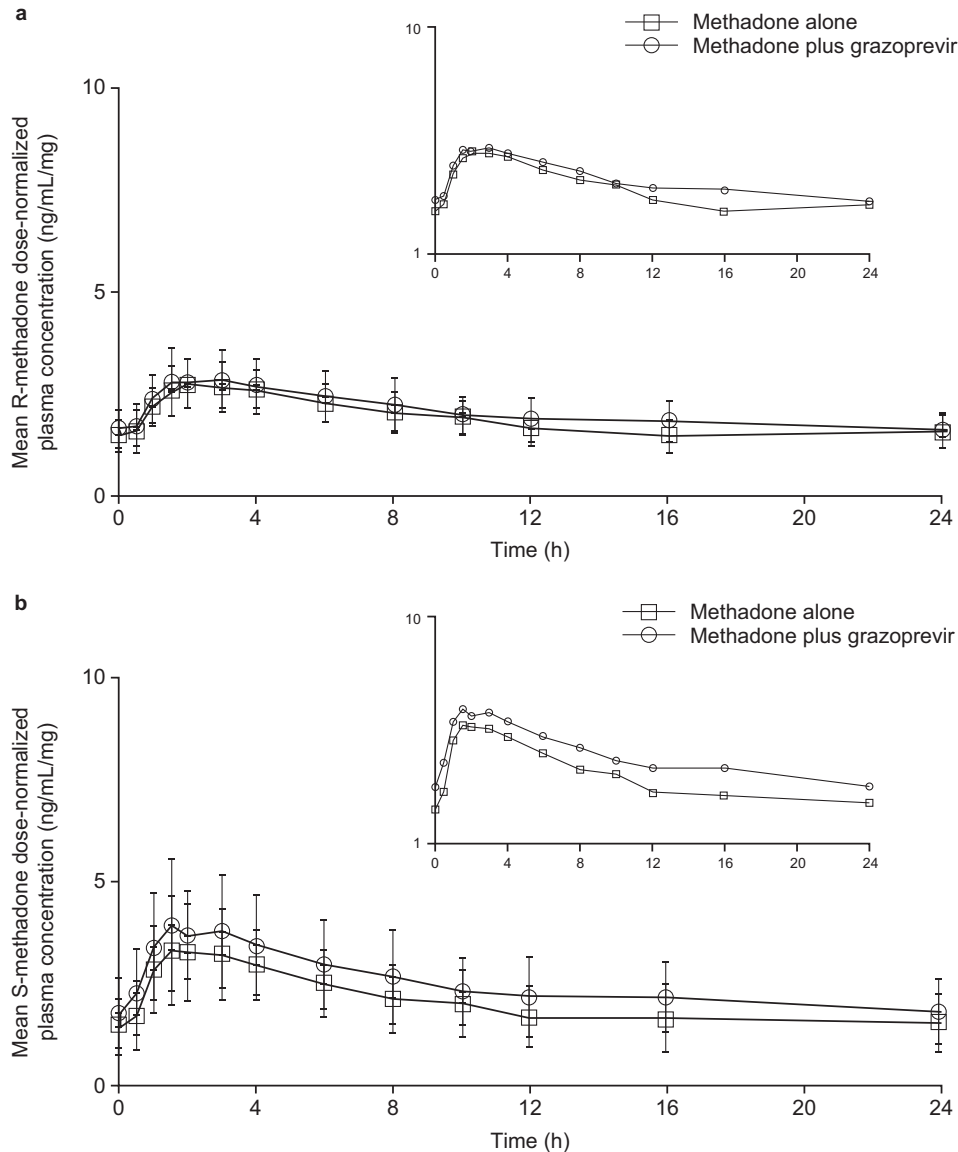 a
Methadone alone
Methadone plus grazoprevir
10
1
0 4 8 12 16 20 24
Mean R-methadone dose-normalized
plasma concentration (ng/mL/mg)
10
5
0
0 4 8 12 16 20 24
Time (h)
b
Methadone alone
Methadone plus grazoprevir
10
1
0 4 8 12 16 20 24
Mean S-methadone dose-normalized
plasma concentration (ng/mL/mg)
10
5
0
0 4 8 12 16 20 24
Time (h)